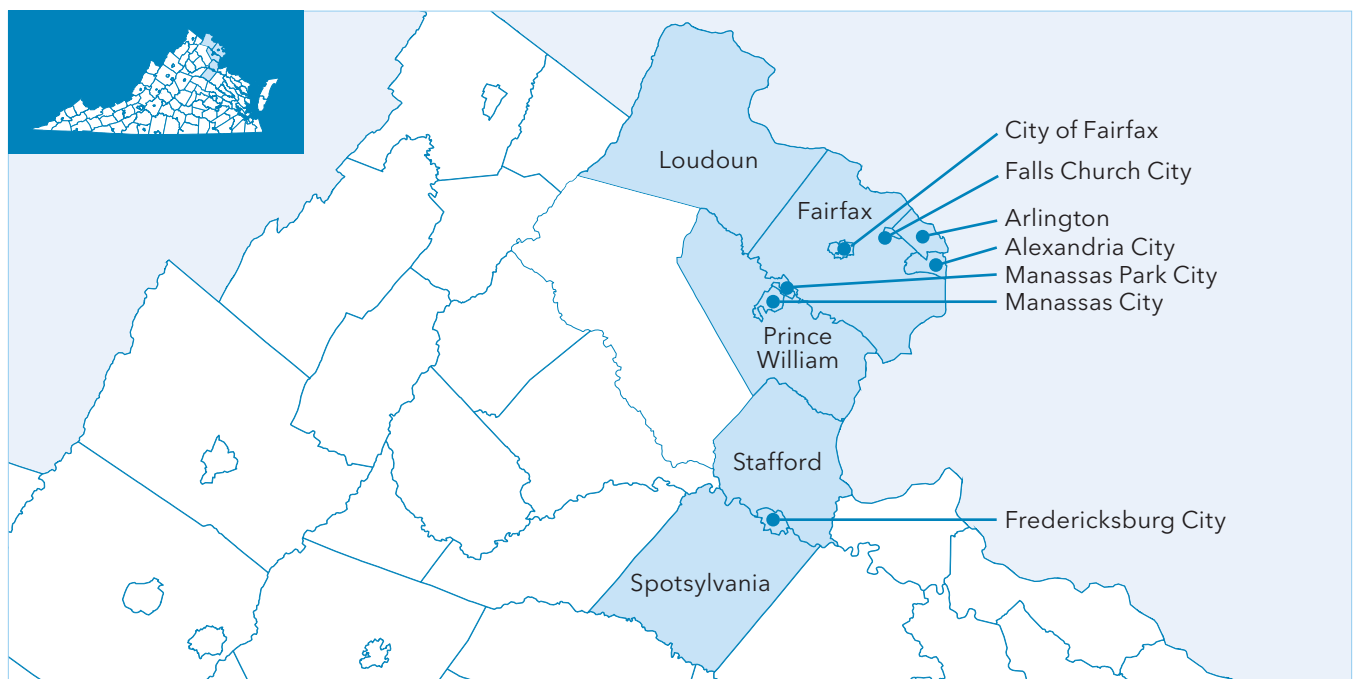 City of Fairfax
Loudoun
Falls Church City
Fairfax
Arlington
Alexandria City
Manassas Park City
Manassas City
Prince
William
Stafford
Fredericksburg City
Spotsylvania